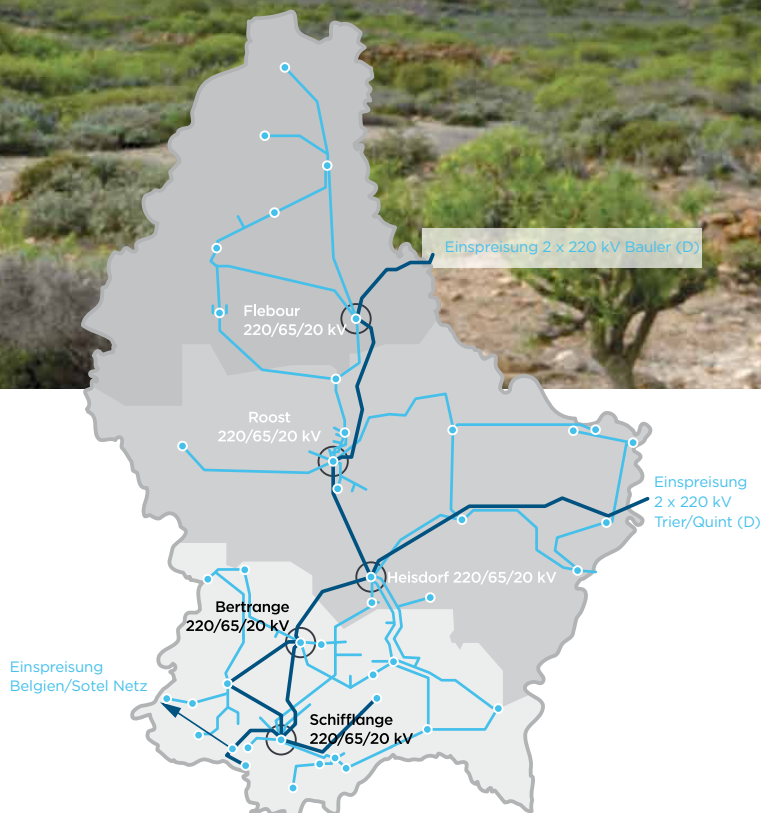 Einspreisung 2 x 220 kV Bauler (D)
Flebour
220/65/20 kV
Roost
220/65/20 kV
Einspreisung
2 x 220 kV
Trier/Quint (D)
Heisdorf 220/65/20 kV
Bertrange
220/65/20 kV
Einspreisung
Belgien/Sotel Netz
Schifflange
220/65/20 kV